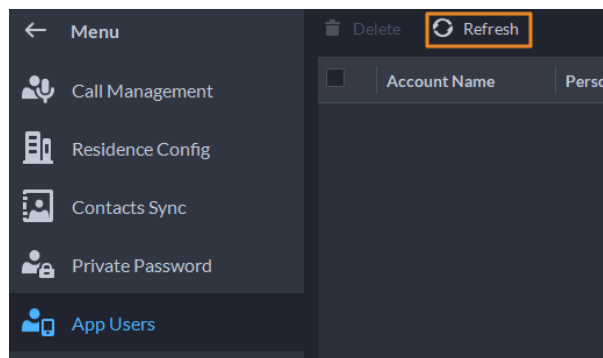 Menu
Call Management
Residence Config
Contacts Sync
Private Password
App Users
Delete Refresh
Account Name